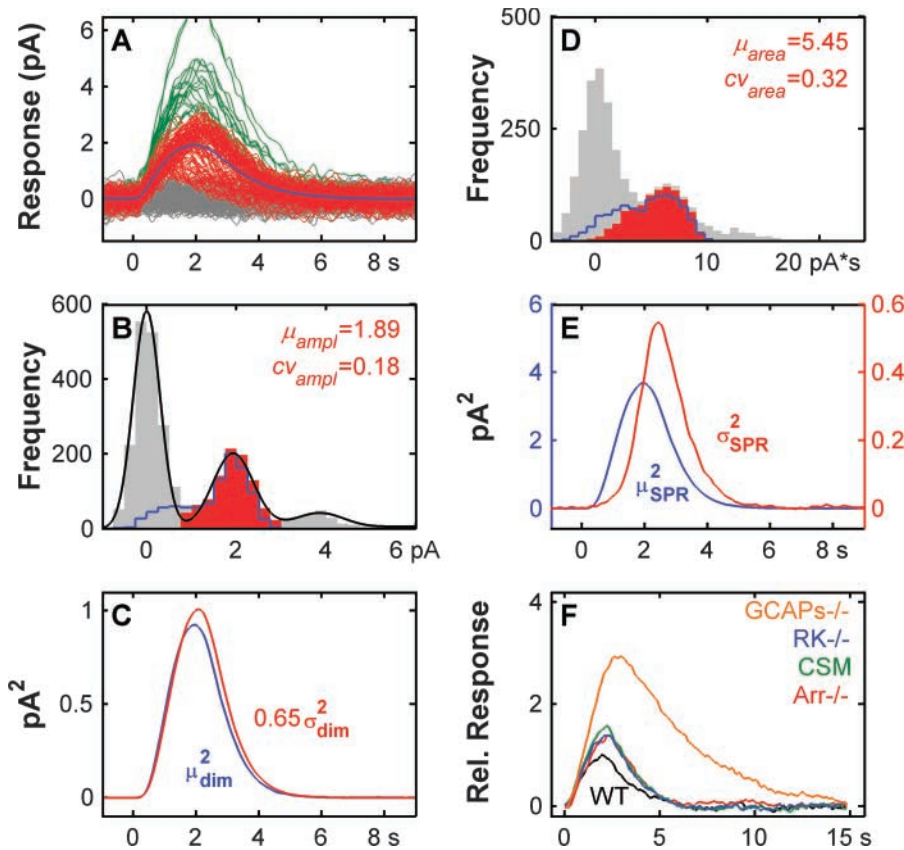 A
Response (pA)
6
4
2
0
0 2 4 6 8 s
D
Frequency
500
250
0
0 10 20 pA*s
μarea=5.45
cvarea=0.32
B
Frequency
600
400
200
0
0 2 4 6 pA
μampl=1.89
cvampl=0.18
E
pA²
6
4
2
0
0.6
0.4
0.2
0
0 2 4 6 8 s
σ²SPR
μ²SPR
C
pA²
1
0.5
0
0 2 4 6 8 s
0.65 σ²dim
μ²dim
F
Rel. Response
4
2
0
0 5 10 15 s
GCAPs-/-
RK-/-
CSM
Arr-/-
WT